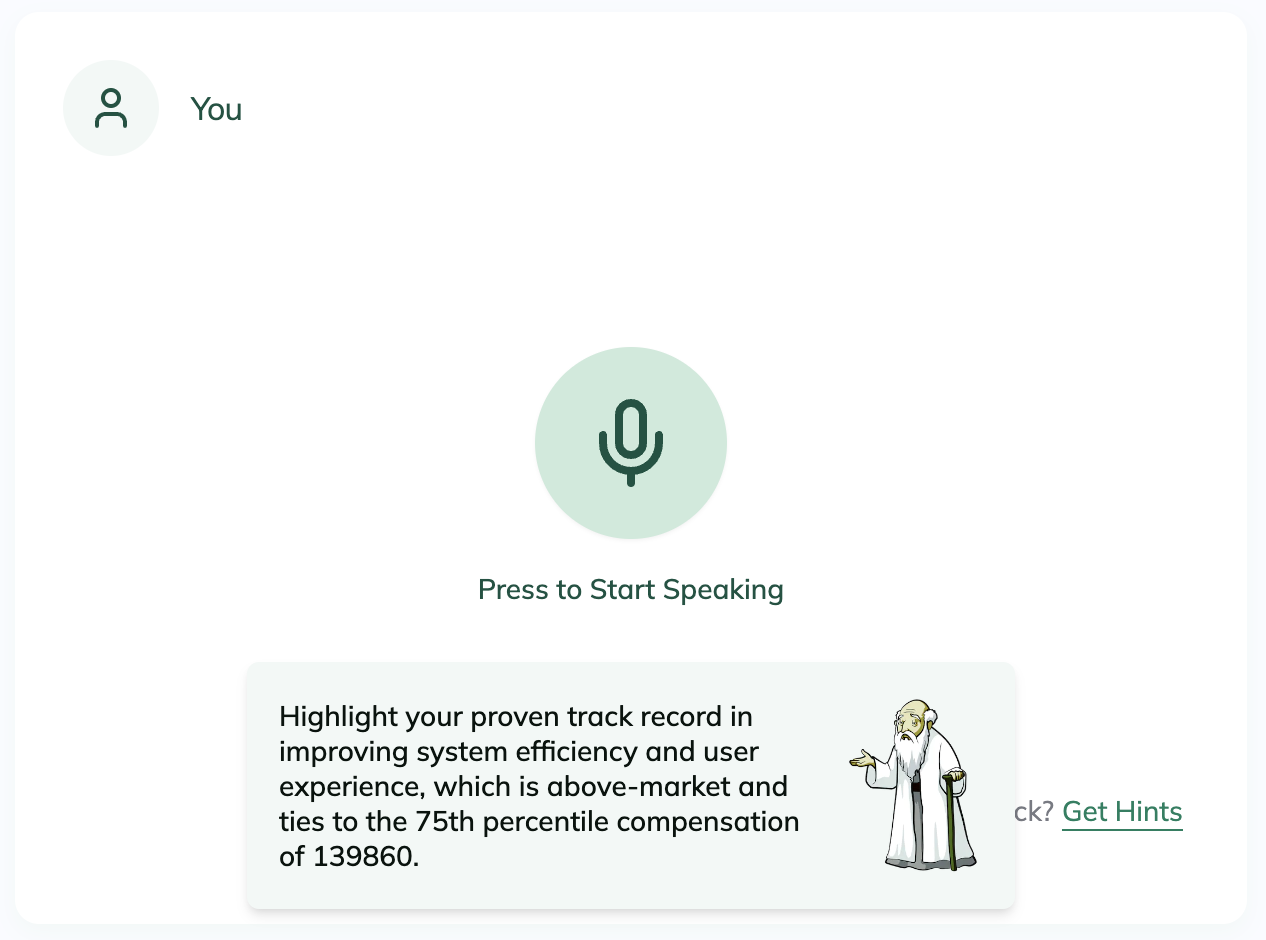 You
Press to Start Speaking
Highlight your proven track record in
improving system efficiency and user
experience, which is above-market and
ties to the 75th percentile compensation
of 139860.
ck? Get Hints